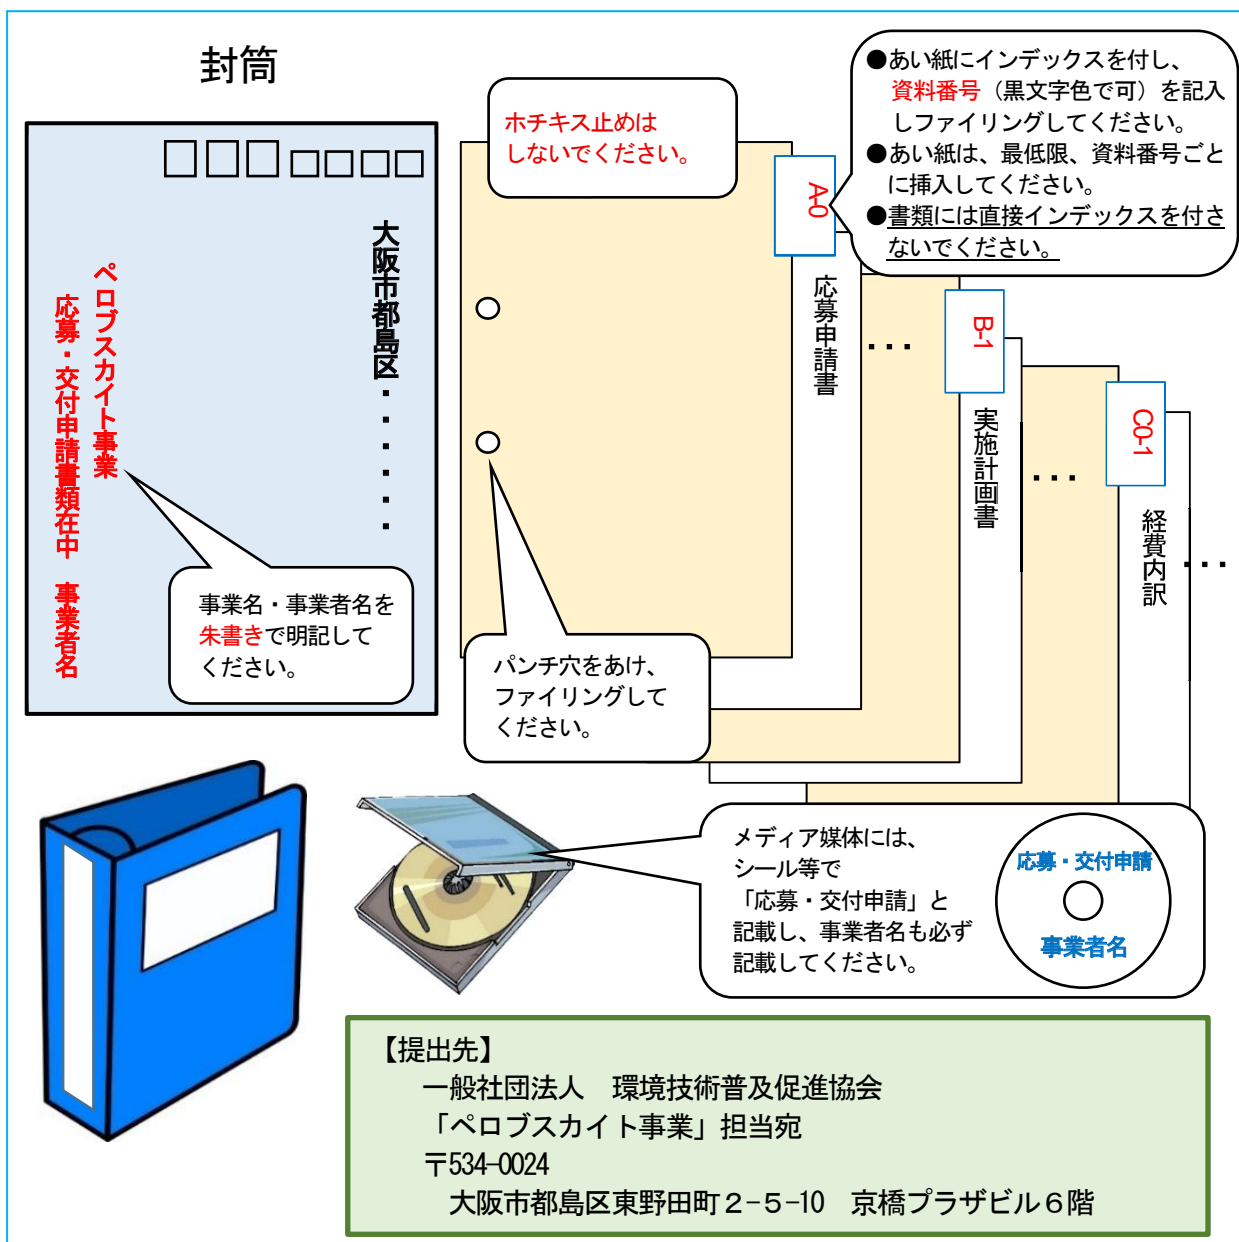 封筒
大阪市都島区・・・・・・
ペロブスカイト事業
応募・交付申請書類在中　事業者名
事業名・事業者名を
朱書きで明記して
ください。
ホチキス止めは
しないでください。
●あい紙にインデックスを付し、
資料番号（黒文字色で可）を記入
しファイリングしてください。
●あい紙は、最低限、資料番号ごと
に挿入してください。
●書類には直接インデックスを付さ
ないでください。
A-0
応募申請書
・・・
B-1
実施計画書
・・・
C0-1
経費内訳
・・・
パンチ穴をあけ、
ファイリングして
ください。
メディア媒体には、
シール等で
「応募・交付申請」と
記載し、事業者名も必ず
記載してください。
応募・交付申請
事業者名
【提出先】
一般社団法人　環境技術普及促進協会
「ペロブスカイト事業」担当宛
〒534-0024
大阪市都島区東野田町２-５-10　京橋プラザビル６階